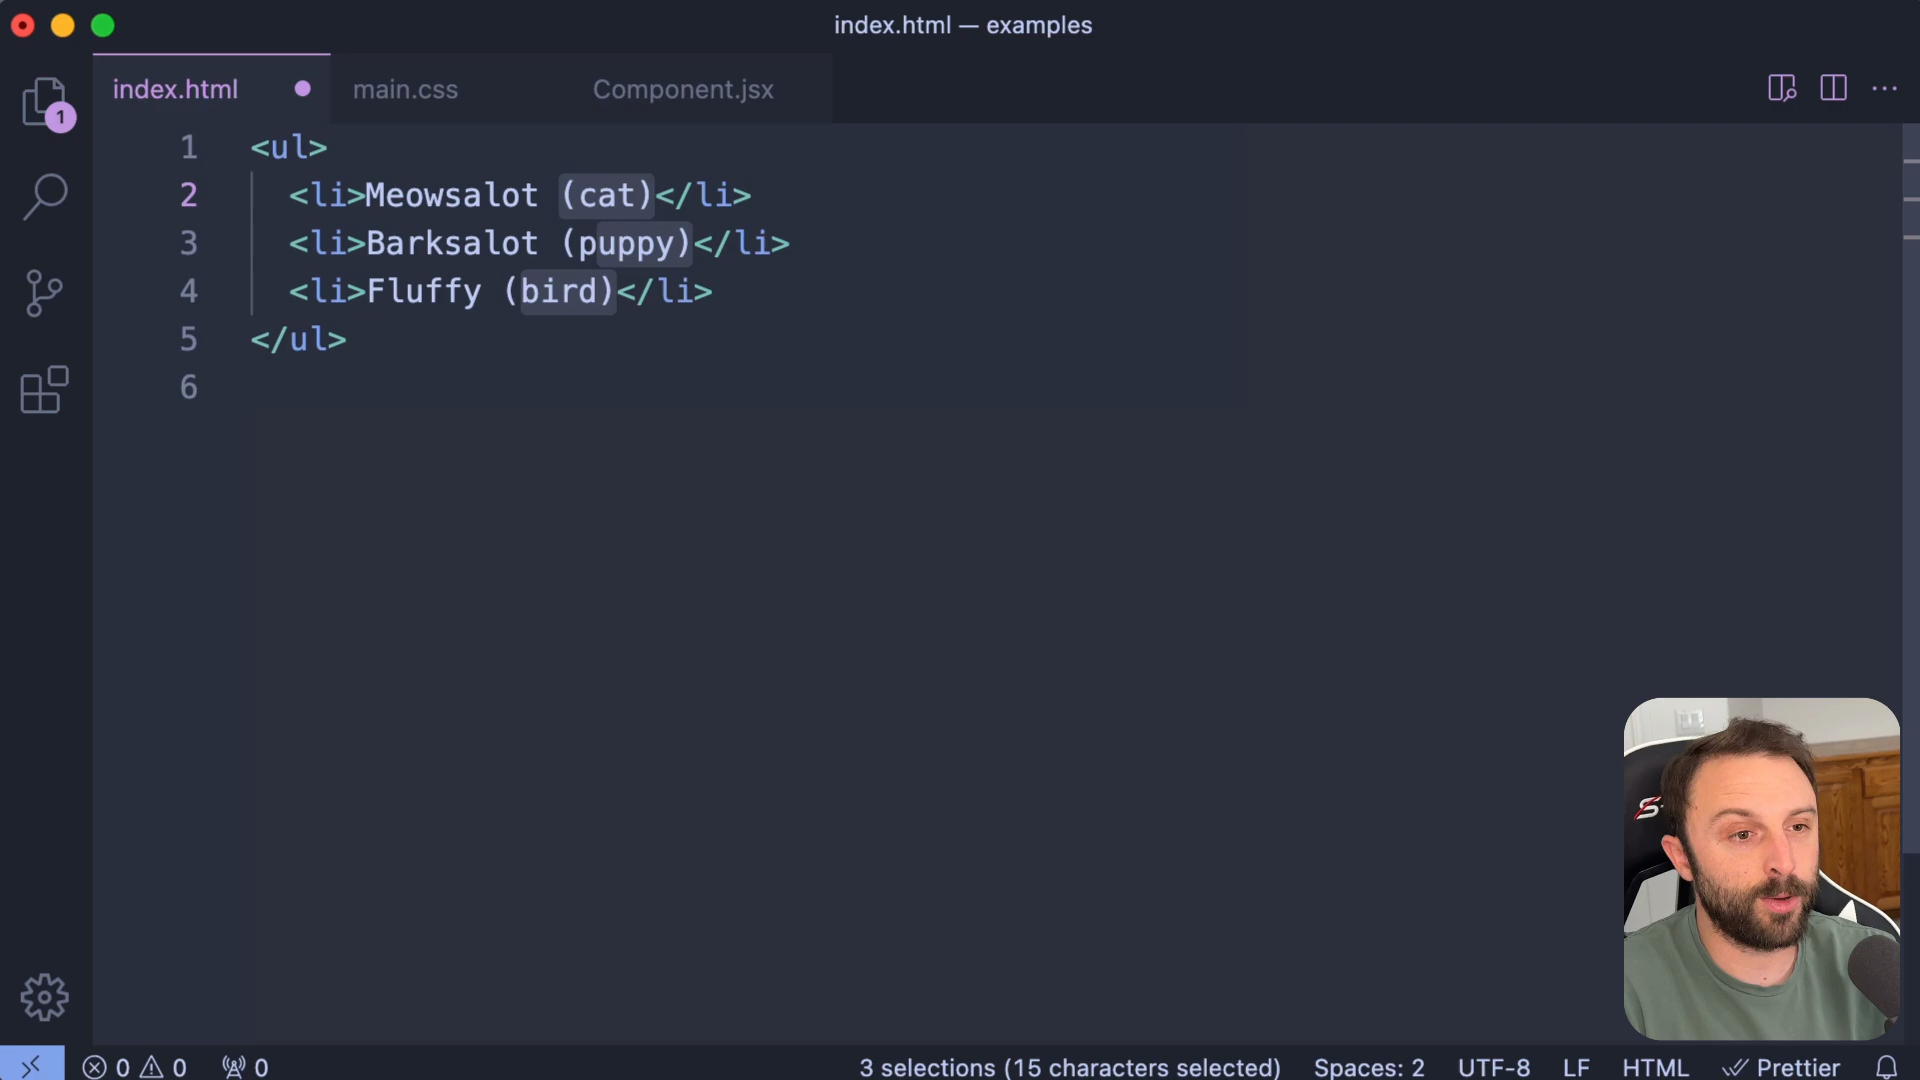 index.html — examples
index.html
main.css
Component.jsx
1
1 <ul>
2 <li>Meowsalot (cat)</li>
3 <li>Barksalot (puppy)</li>
4 <li>Fluffy (bird)</li>
5 </ul>
6
0 0 0 3 selections (15 characters selected) Spaces: 2 UTF-8 LF HTML Prettier